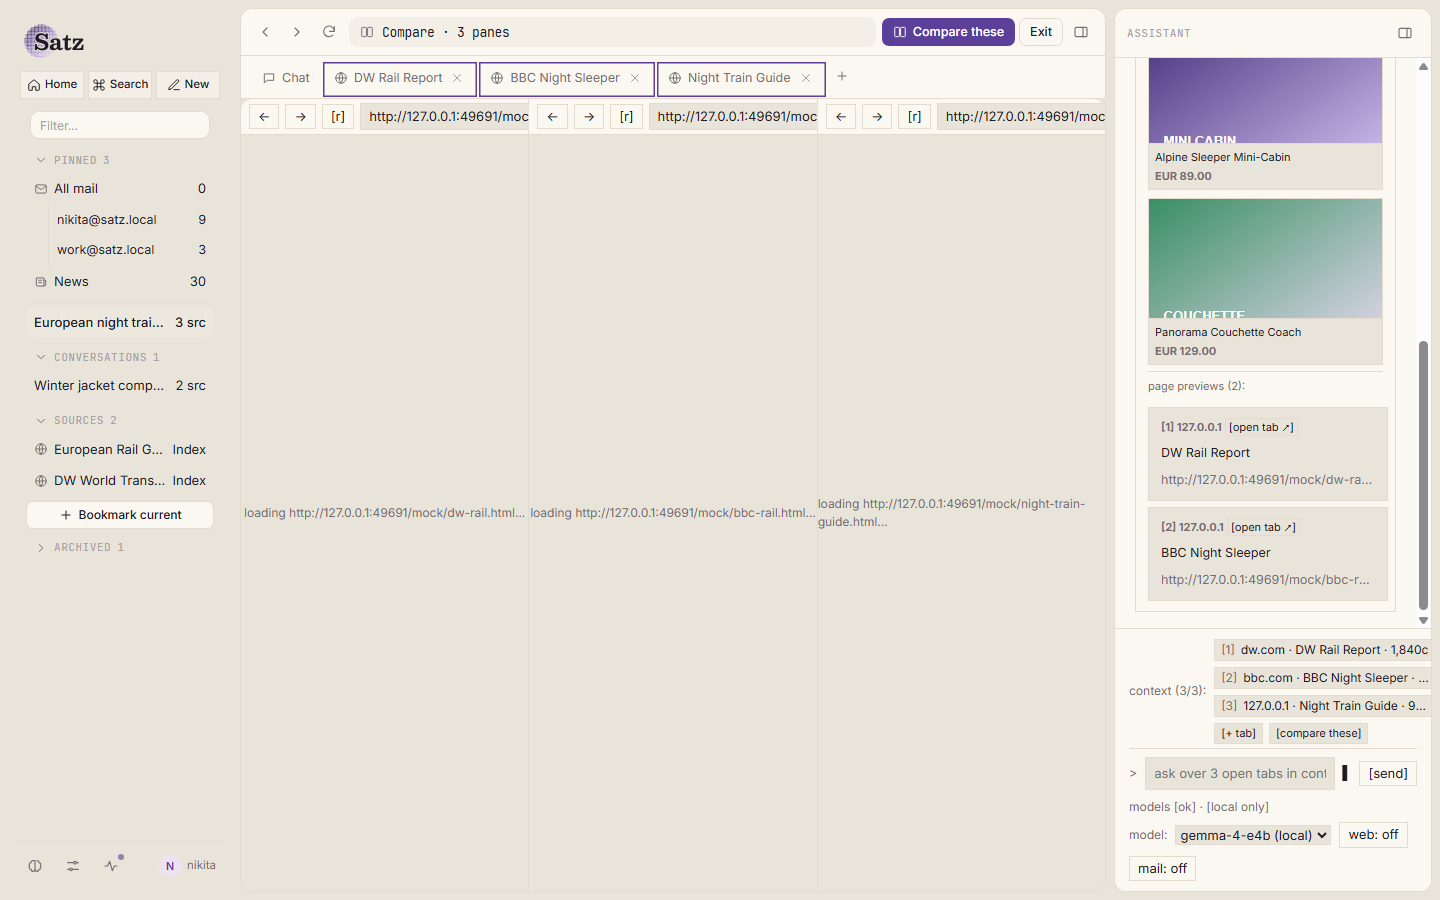 Satz
Home
Search
New
Filter...
PINNED 3
All mail 0
nikita@satz.local 9
work@satz.local 3
News 30
European night trai... 3 src
CONVERSATIONS 1
Winter jacket comp... 2 src
SOURCES 2
European Rail G... Index
DW World Trans... Index
+ Bookmark current
ARCHIVED 1
N nikita
Compare · 3 panes
Compare these
Exit
Chat
DW Rail Report
BBC Night Sleeper
Night Train Guide
[r] http://127.0.0.1:49691/moc
[r] http://127.0.0.1:49691/moc
[r] http://127.0.0.1:49691/moc
loading http://127.0.0.1:49691/mock/dw-rail.html...
loading http://127.0.0.1:49691/mock/bbc-rail.html...
loading http://127.0.0.1:49691/mock/night-train-
guide.html...
ASSISTANT
MINI CABIN
Alpine Sleeper Mini-Cabin
EUR 89.00
COUCHETTE
Panorama Couchette Coach
EUR 129.00
page previews (2):
[1] 127.0.0.1 [open tab ↗]
DW Rail Report
http://127.0.0.1:49691/mock/dw-ra...
[2] 127.0.0.1 [open tab ↗]
BBC Night Sleeper
http://127.0.0.1:49691/mock/bbc-r...
context (3/3):
[1] dw.com · DW Rail Report · 1,840c
[2] bbc.com · BBC Night Sleeper · ...
[3] 127.0.0.1 · Night Train Guide · 9...
[+ tab] [compare these]
> ask over 3 open tabs in cont [send]
models [ok] · [local only]
model: gemma-4-e4b (local) web: off
mail: off